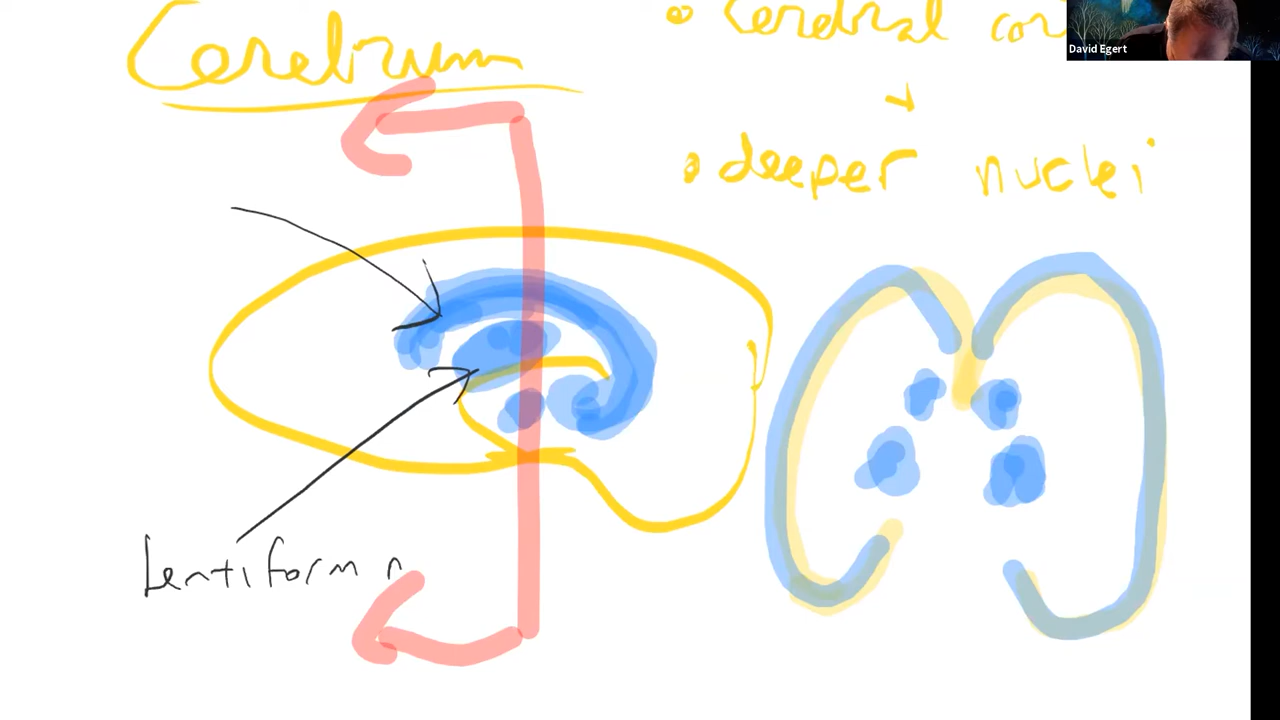 Cerebrum
• Cerebral cor
David Egert
• deeper nuclei
Lentiform n